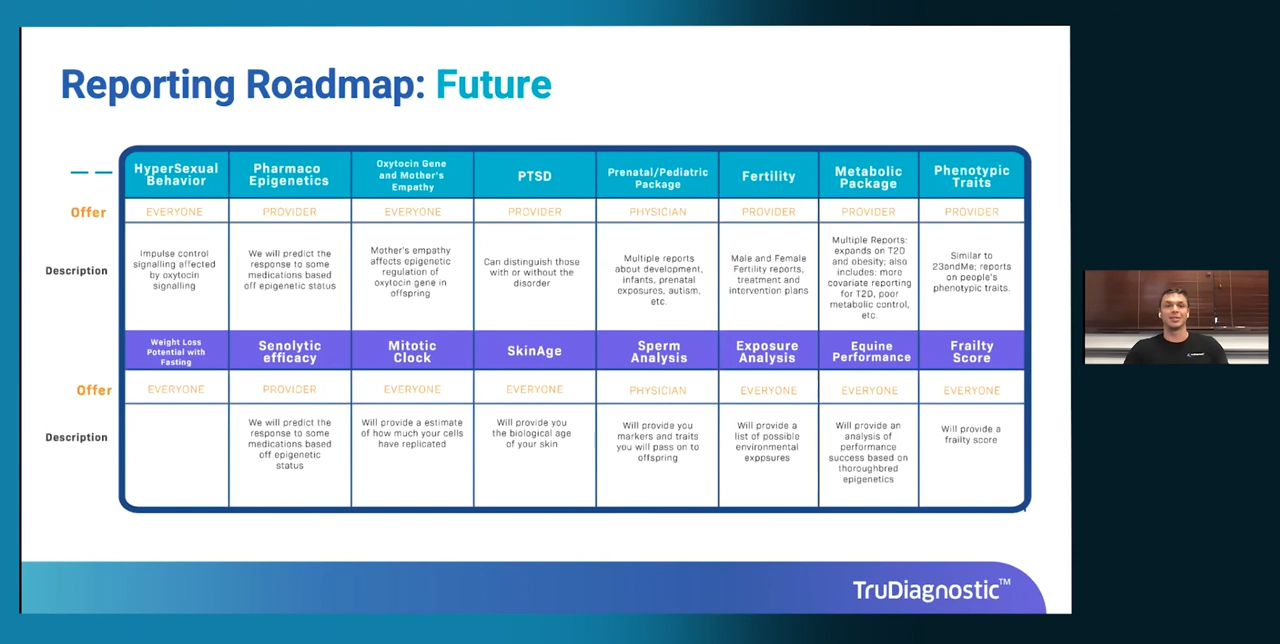 Reporting Roadmap: Future
HyperSexual Behavior
Pharmaco Epigenetics
Oxytocin Gene and Mother's Empathy
PTSD
Prenatal/Pediatric Package
Fertility
Metabolic Package
Phenotypic Traits
Offer
EVERYONE
PROVIDER
EVERYONE
PROVIDER
PHYSICIAN
PROVIDER
PROVIDER
PROVIDER
Description
Impulse control
signalling affected
by oxytocin
signalling
We will predict the
response to some
medications based
off epigenetic status
Mother's empathy
affects epigenetic
regulation of
oxytocin gene in
offspring
Can distinguish those
with or without the
disorder
Multiple reports
about development,
infants, prenatal
exposures, autism,
etc.
Male and Female
Fertility reports,
treatment and
intervention plans
Multiple Reports:
expands on T2D
and obesity; also
includes: more
covariate reporting
for T2D, poor
metabolic control,
etc.
Similar to
23andMe; reports
on people's
phenotypic traits.
Weight Loss
Potential with
Fasting
Senolytic
efficacy
Mitotic
Clock
SkinAge
Sperm
Analysis
Exposure
Analysis
Equine
Performance
Frailty
Score
Offer
EVERYONE
PROVIDER
EVERYONE
EVERYONE
PHYSICIAN
EVERYONE
EVERYONE
EVERYONE
Description
We will predict the
response to some
medications based
off epigenetic
status
Will provide a estimate
of how much your cells
have replicated
Will provide you
the biological age
of your skin
Will provide you
markers and traits
you will pass on to
offspring
Will provide a
list of possible
environmental
exppsures
Will provide an
analysis of
performance
success based on
thoroughbred
epigenetics
Will provide a
frailty score
TruDiagnostic™